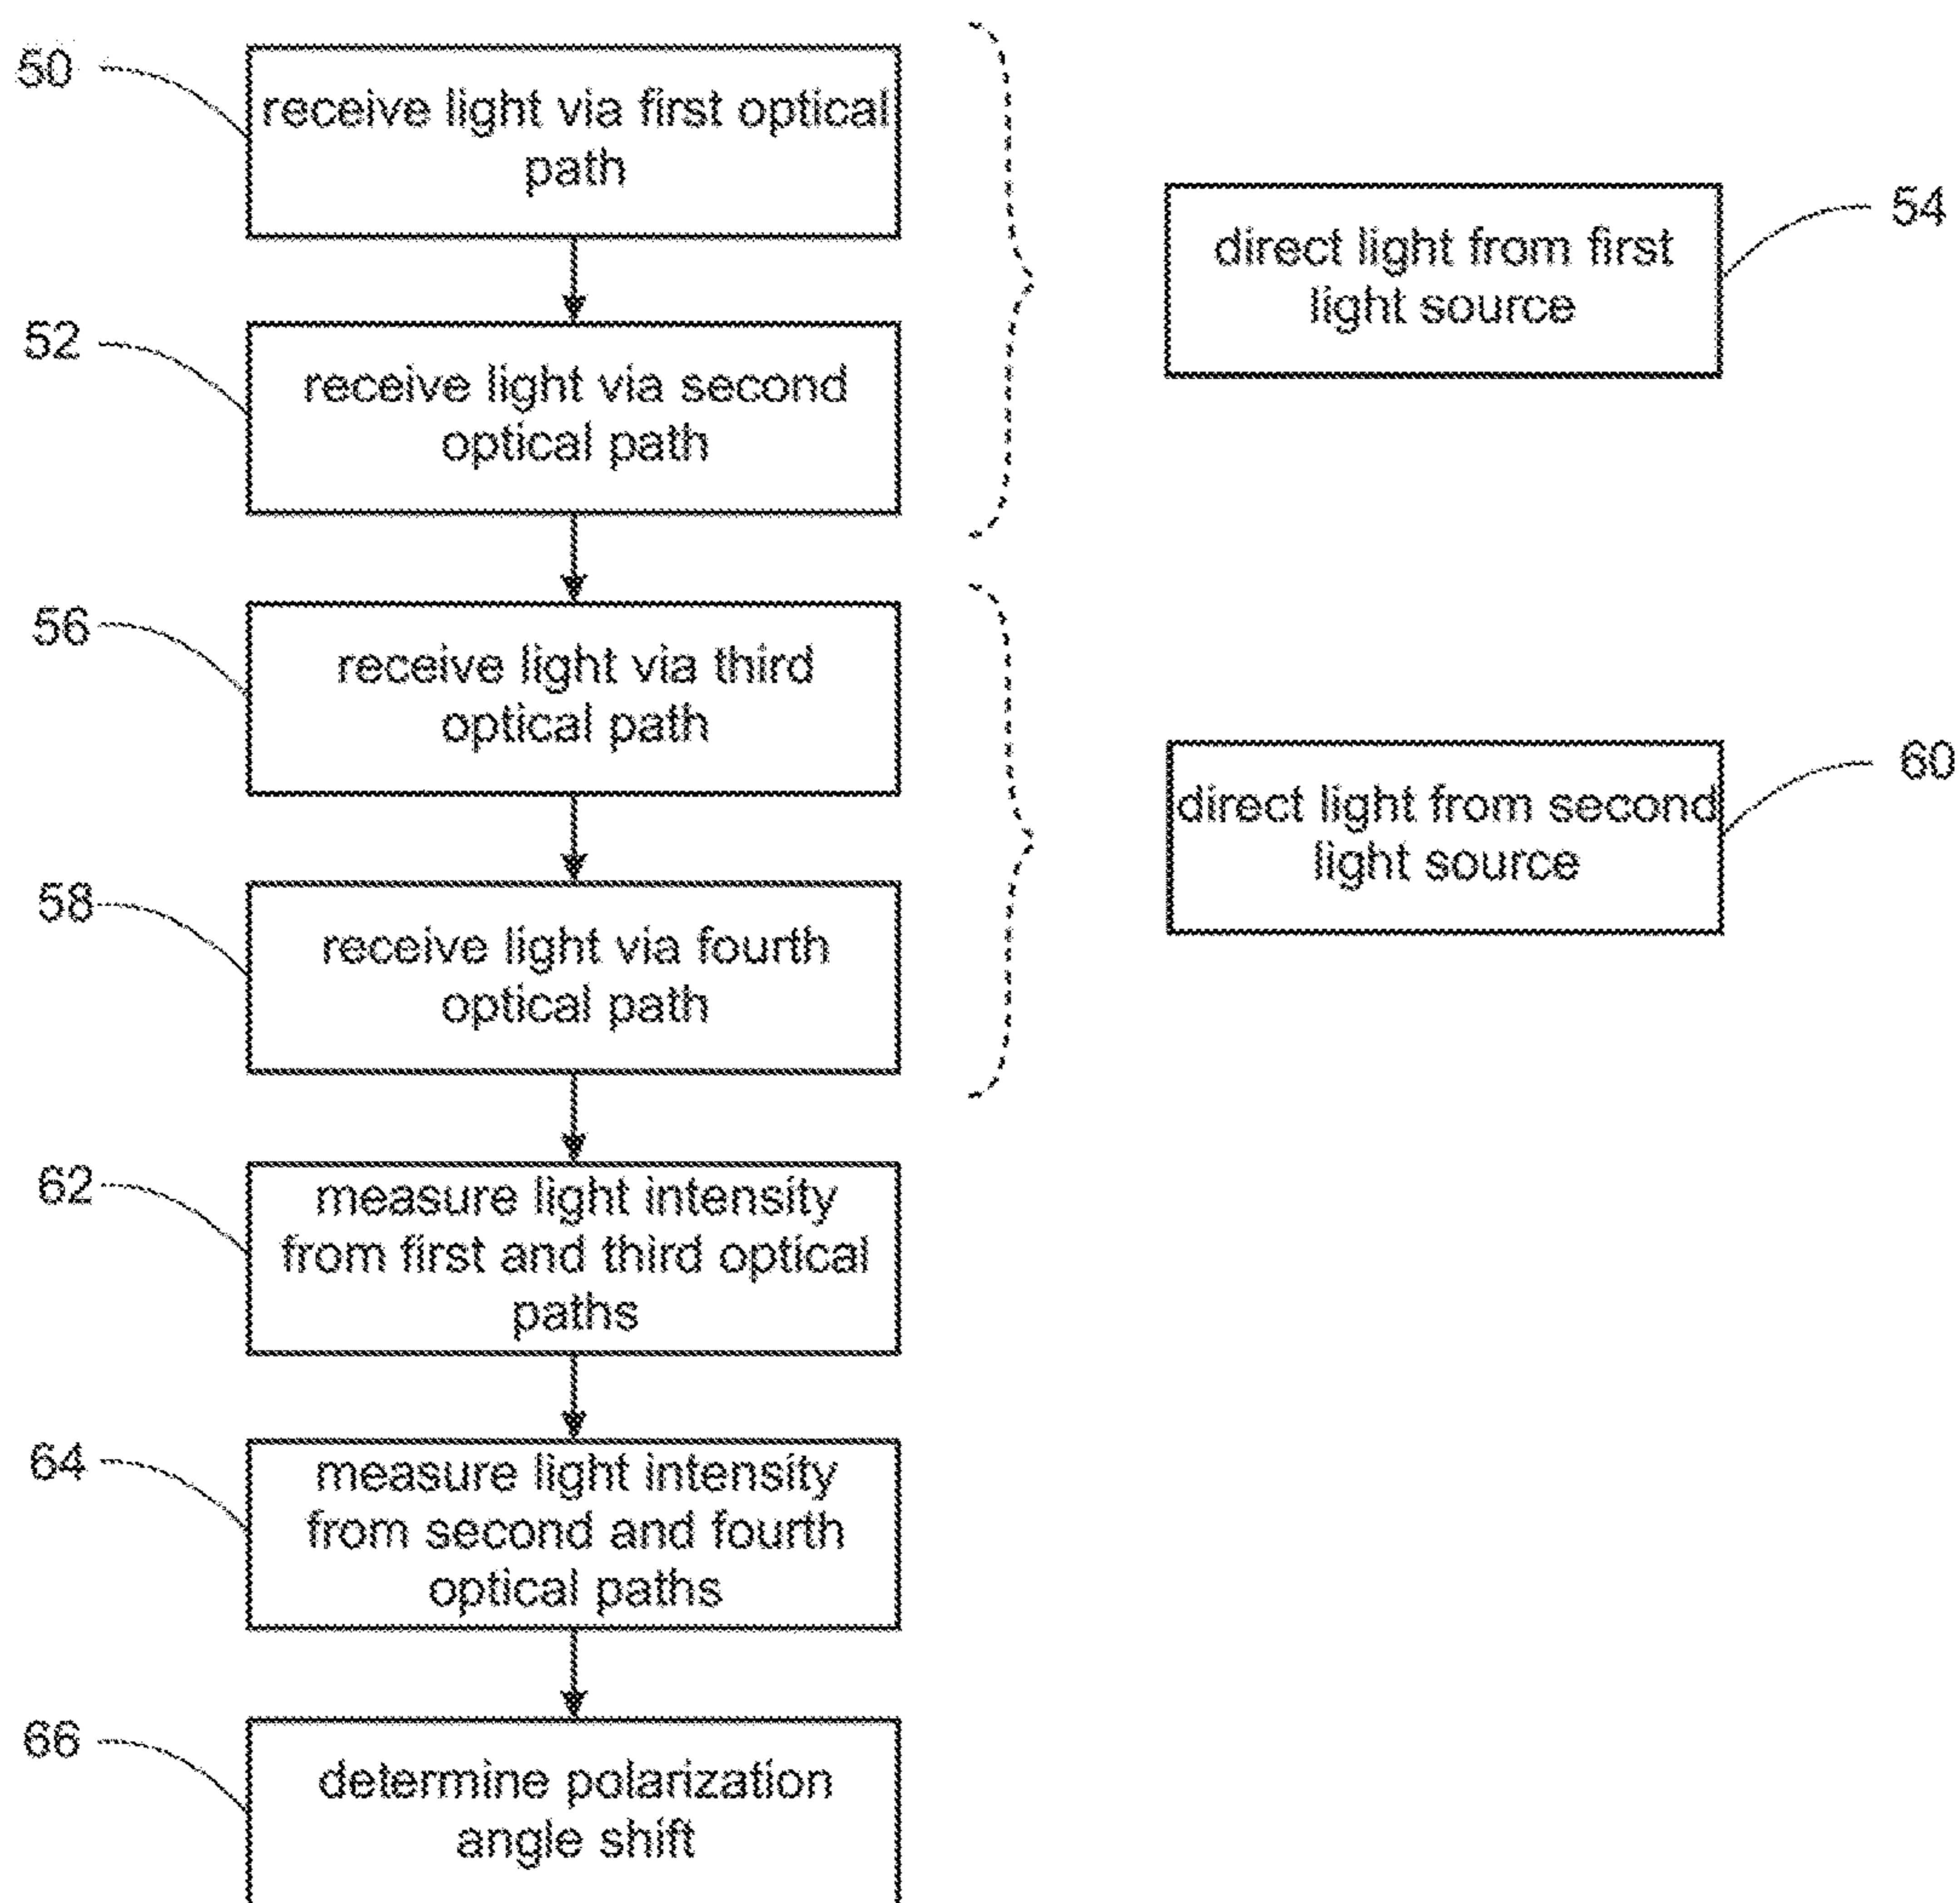 50
receive light via first optical
path
54
direct light from first
light source
52
receive light via second
optical path
56
receive light via third
optical path
60
direct light from second
light source
58
receive light via fourth
optical path
62
measure light intensity
from first and third optical
paths
64
measure light intensity
from second and fourth
optical paths
66
determine polarization
angle shift